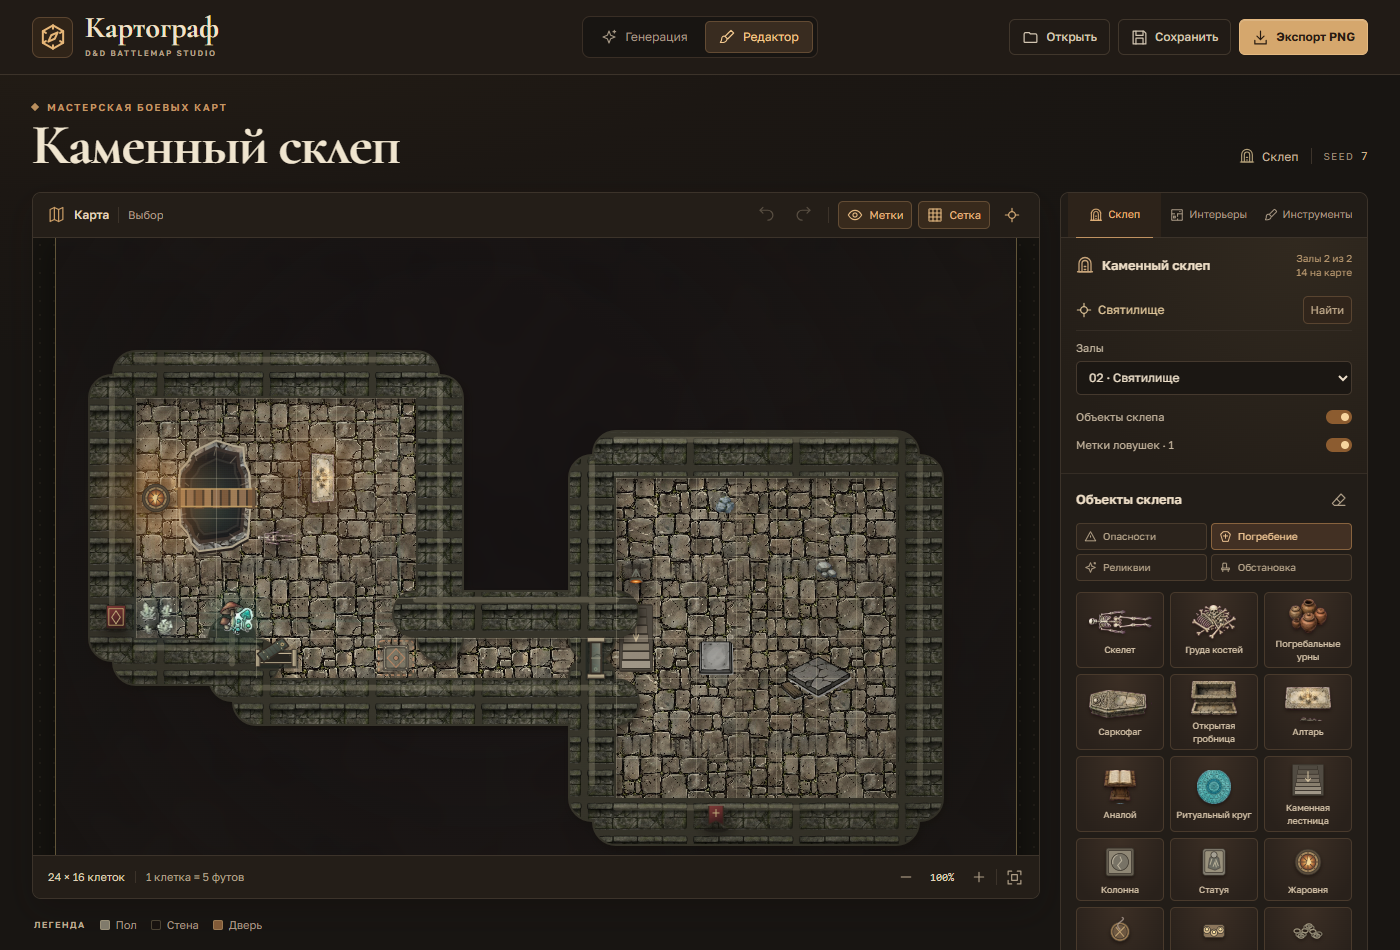 Картограф
D&D BATTLEMAP STUDIO
Генерация
Редактор
Открыть
Сохранить
Экспорт PNG
МАСТЕРСКАЯ БОЕВЫХ КАРТ
Каменный склеп
Склеп
SEED 7
Карта
Выбор
Метки
Сетка
Склеп
Интерьеры
Инструменты
Каменный склеп
Залы 2 из 2
14 на карте
Святилище
Найти
Залы
02 · Святилище
Объекты склепа
Метки ловушек · 1
Объекты склепа
Опасности
Погребение
Реликвии
Обстановка
Скелет
Груда костей
Погребальные
урны
Саркофаг
Открытая
гробница
Алтарь
Аналой
Ритуальный круг
Каменная
лестница
Колонна
Статуя
Жаровня
24 × 16 клеток
1 клетка = 5 футов
100%
ЛЕГЕНДА
Пол
Стена
Дверь